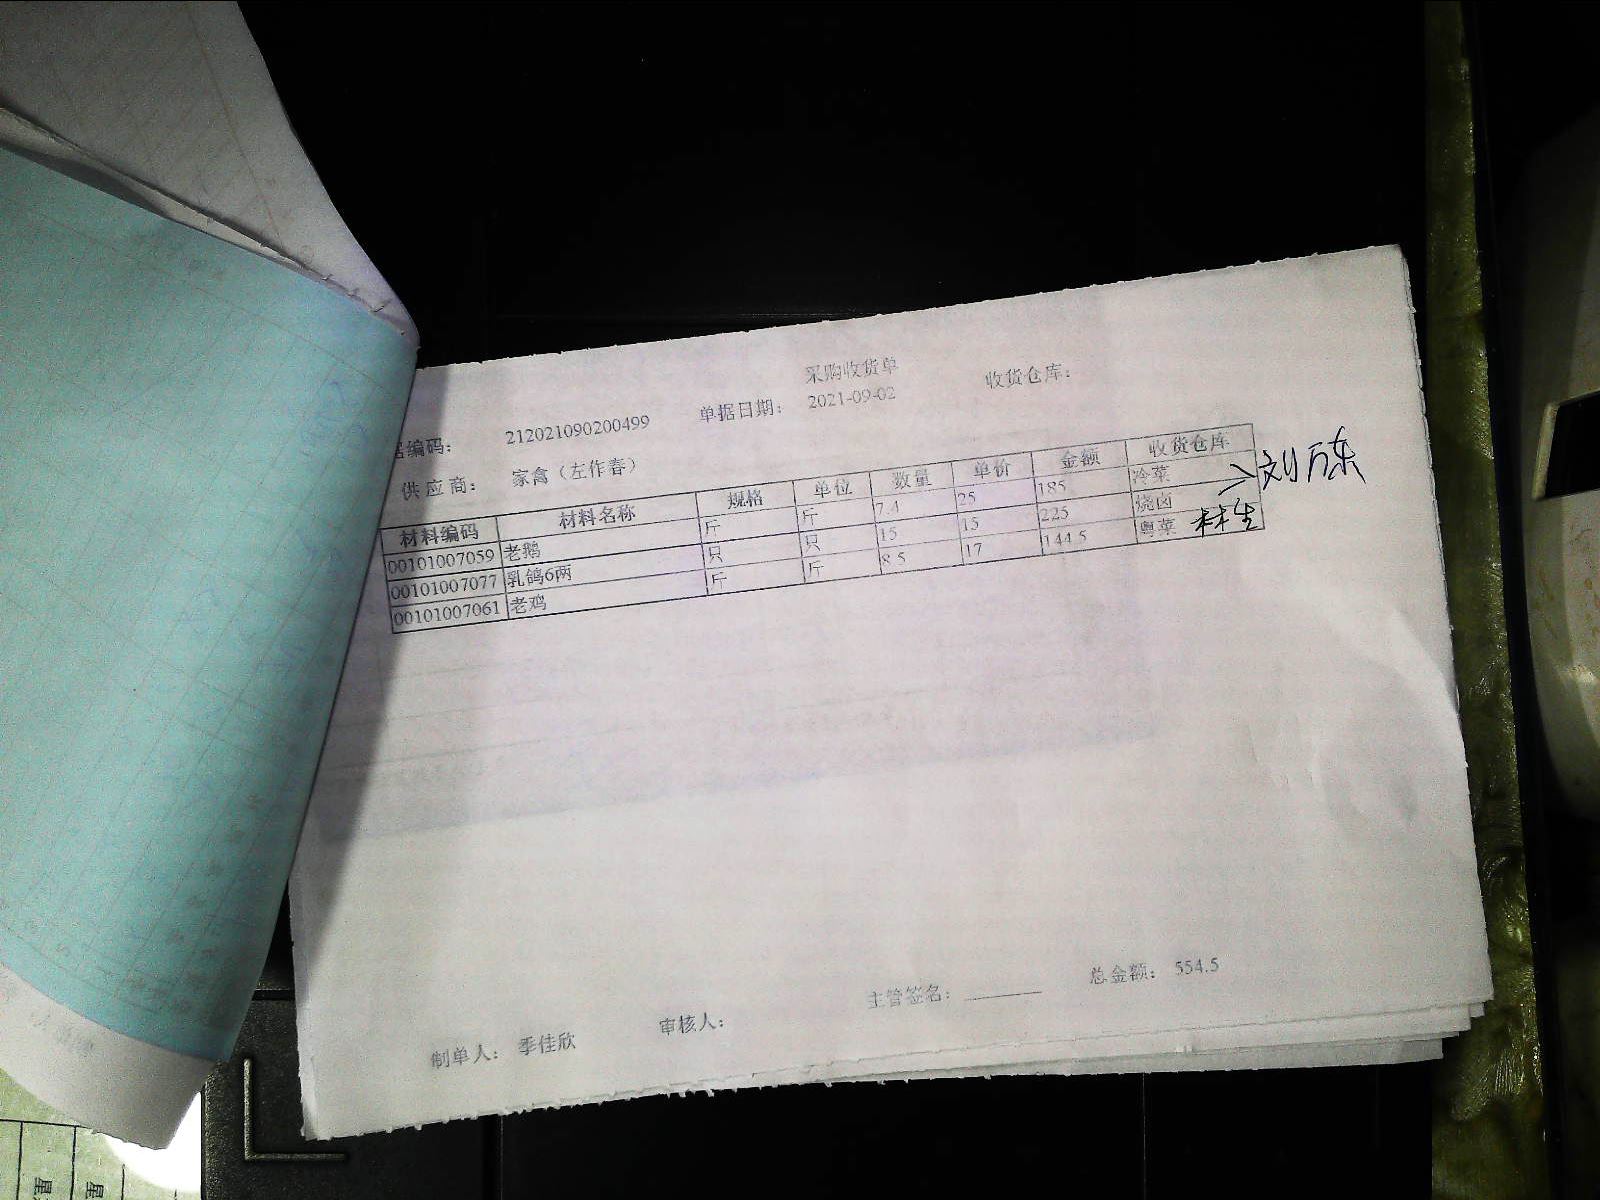 采购收货单
据编码： 212021090200499 单据日期： 2021-09-02 收货仓库：
供应商： 家禽（左作春）
材料编码 材料名称 规格 单位 数量 单价 金额 收货仓库
00101007059 老鹅 斤 斤 7.4 25 185 冷菜 刘万东
00101007077 乳鸽6两 只 只 15 15 225 烧卤
00101007061 老鸡 斤 斤 8.5 17 144.5 粤菜 林生
主管签名： 总金额： 554.5
制单人： 季佳欣 审核人：